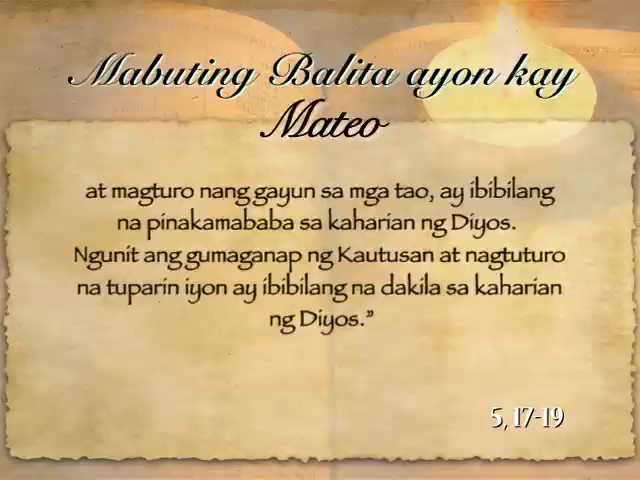 Mabuting Balita ayon kay
Mateo
at magturo nang gayun sa mga tao, ay ibibilang
na pinakamababa sa kaharian ng Diyos.
Ngunit ang gumaganap ng Kautusan at nagtuturo
na tuparin iyon ay ibibilang na dakila sa kaharian
ng Diyos.”
5, 17-19